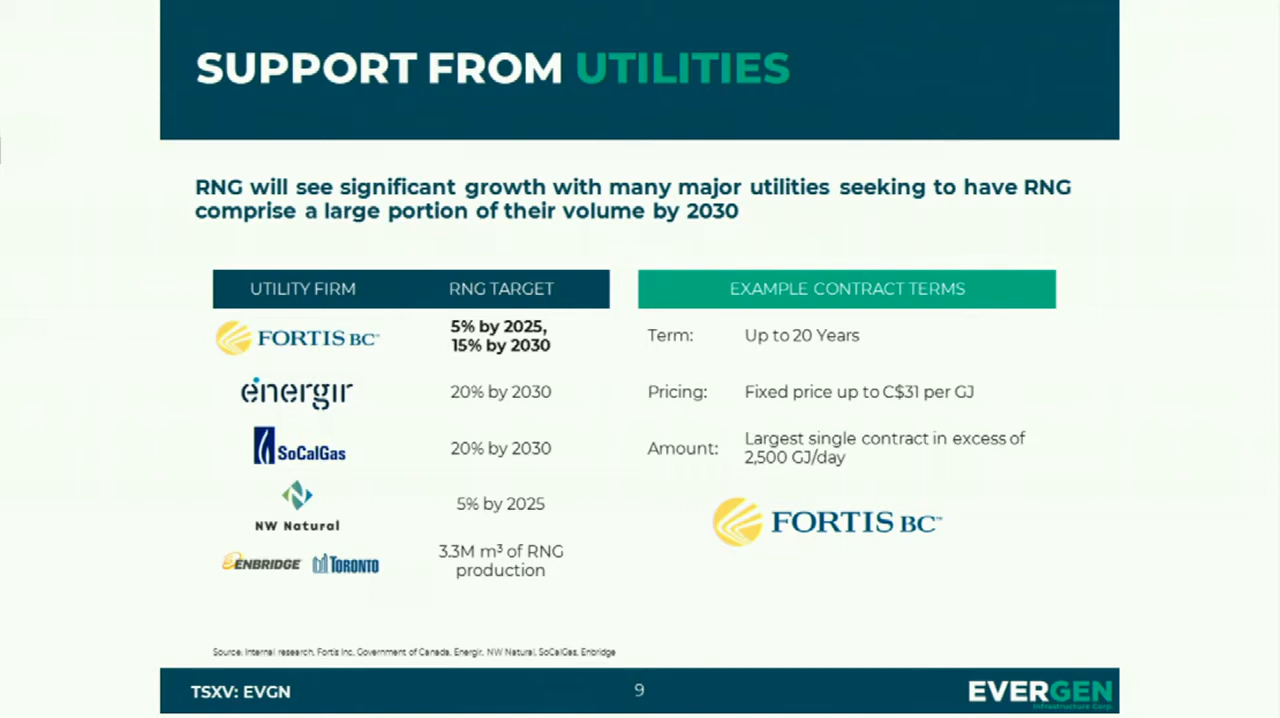 SUPPORT FROM UTILITIES
RNG will see significant growth with many major utilities seeking to have RNG
comprise a large portion of their volume by 2030
UTILITY FIRM RNG TARGET
FORTIS BC™ 5% by 2025,
15% by 2030
énergir 20% by 2030
SoCalGas 20% by 2030
NW Natural 5% by 2025
ENBRIDGE TORONTO 3.3M m³ of RNG
production
EXAMPLE CONTRACT TERMS
Term: Up to 20 Years
Pricing: Fixed price up to C$31 per GJ
Amount: Largest single contract in excess of
2,500 GJ/day
FORTIS BC™
Source: Internal research, Fortis Inc, Government of Canada, Energir, NW Natural, SoCalGas, Enbridge
TSXV: EVGN
9
EVERGEN
Infrastructure Corp.